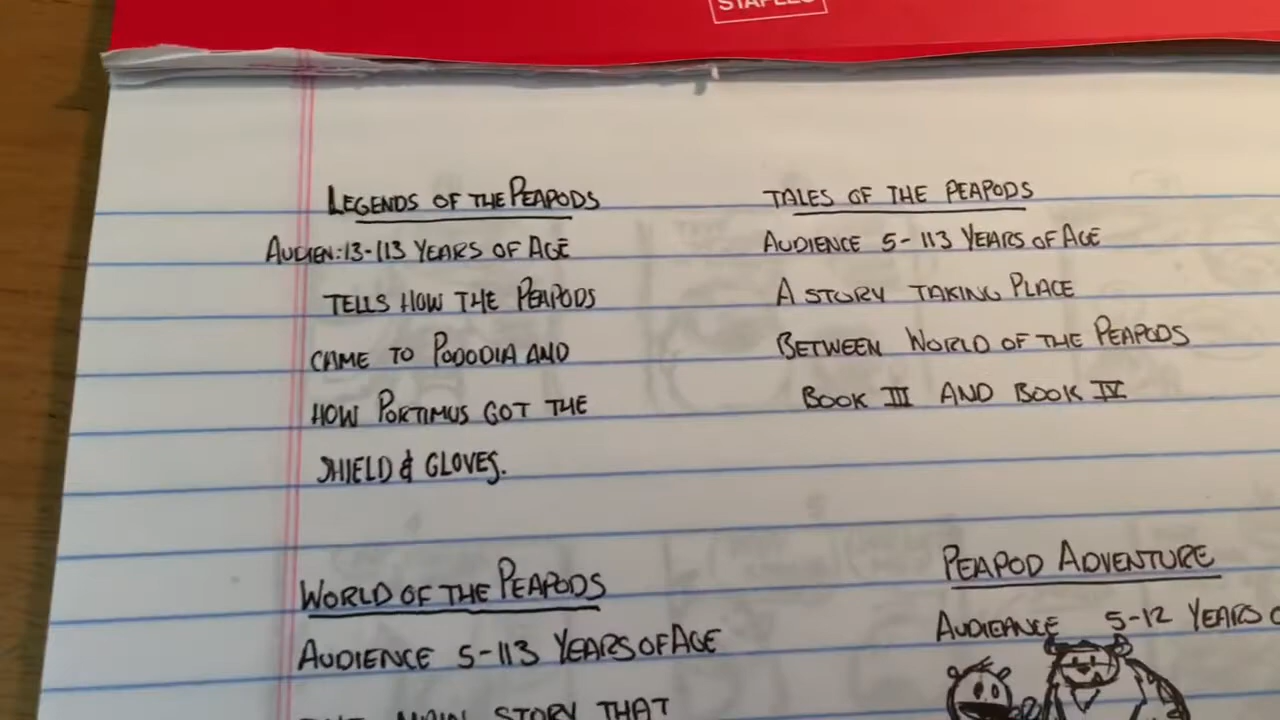 STAPLES
LEGENDS OF THE PEAPODS
AUDIEN: 13-113 YEARS OF AGE
TELLS HOW THE PEAPODS
CAME TO PODODIA AND
HOW PORTIMUS GOT THE
SHIELD & GLOVES.
TALES OF THE PEAPODS
AUDIENCE 5-113 YEARS OF AGE
A STORY TAKING PLACE
BETWEEN WORLD OF THE PEAPODS
BOOK III AND BOOK IV
WORLD OF THE PEAPODS
AUDIENCE 5-113 YEARS OF AGE
MAIN STORY THAT
PEAPOD ADVENTURE
AUDIEANCE 5-12 YEARS